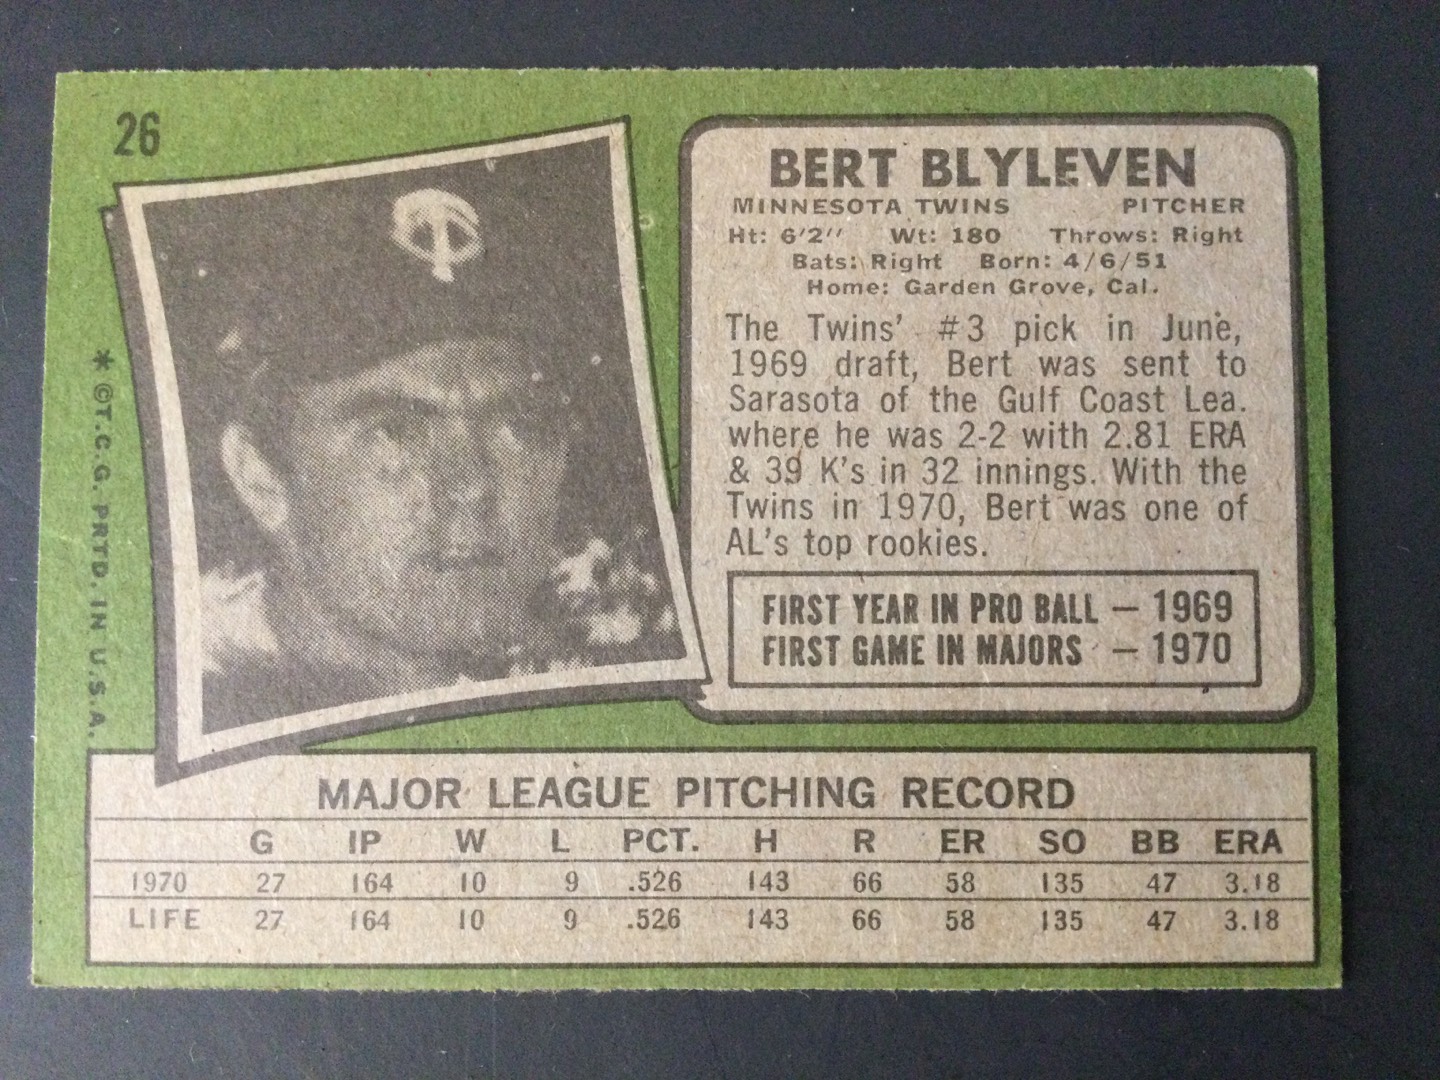 26
BERT BLYLEVEN
MINNESOTA TWINS PITCHER
Ht: 6'2'' Wt: 180 Throws: Right
Bats: Right Born: 4/6/51
Home: Garden Grove, Cal.
The Twins' #3 pick in June,
1969 draft, Bert was sent to
Sarasota of the Gulf Coast Lea.
where he was 2-2 with 2.81 ERA
& 39 K's in 32 innings. With the
Twins in 1970, Bert was one of
AL's top rookies.
FIRST YEAR IN PRO BALL — 1969
FIRST GAME IN MAJORS — 1970
* ©T.C.G. PRTD. IN U.S.A.
MAJOR LEAGUE PITCHING RECORD
G IP W L PCT. H R ER SO BB ERA
1970 27 164 10 9 .526 143 66 58 135 47 3.18
LIFE 27 164 10 9 .526 143 66 58 135 47 3.18